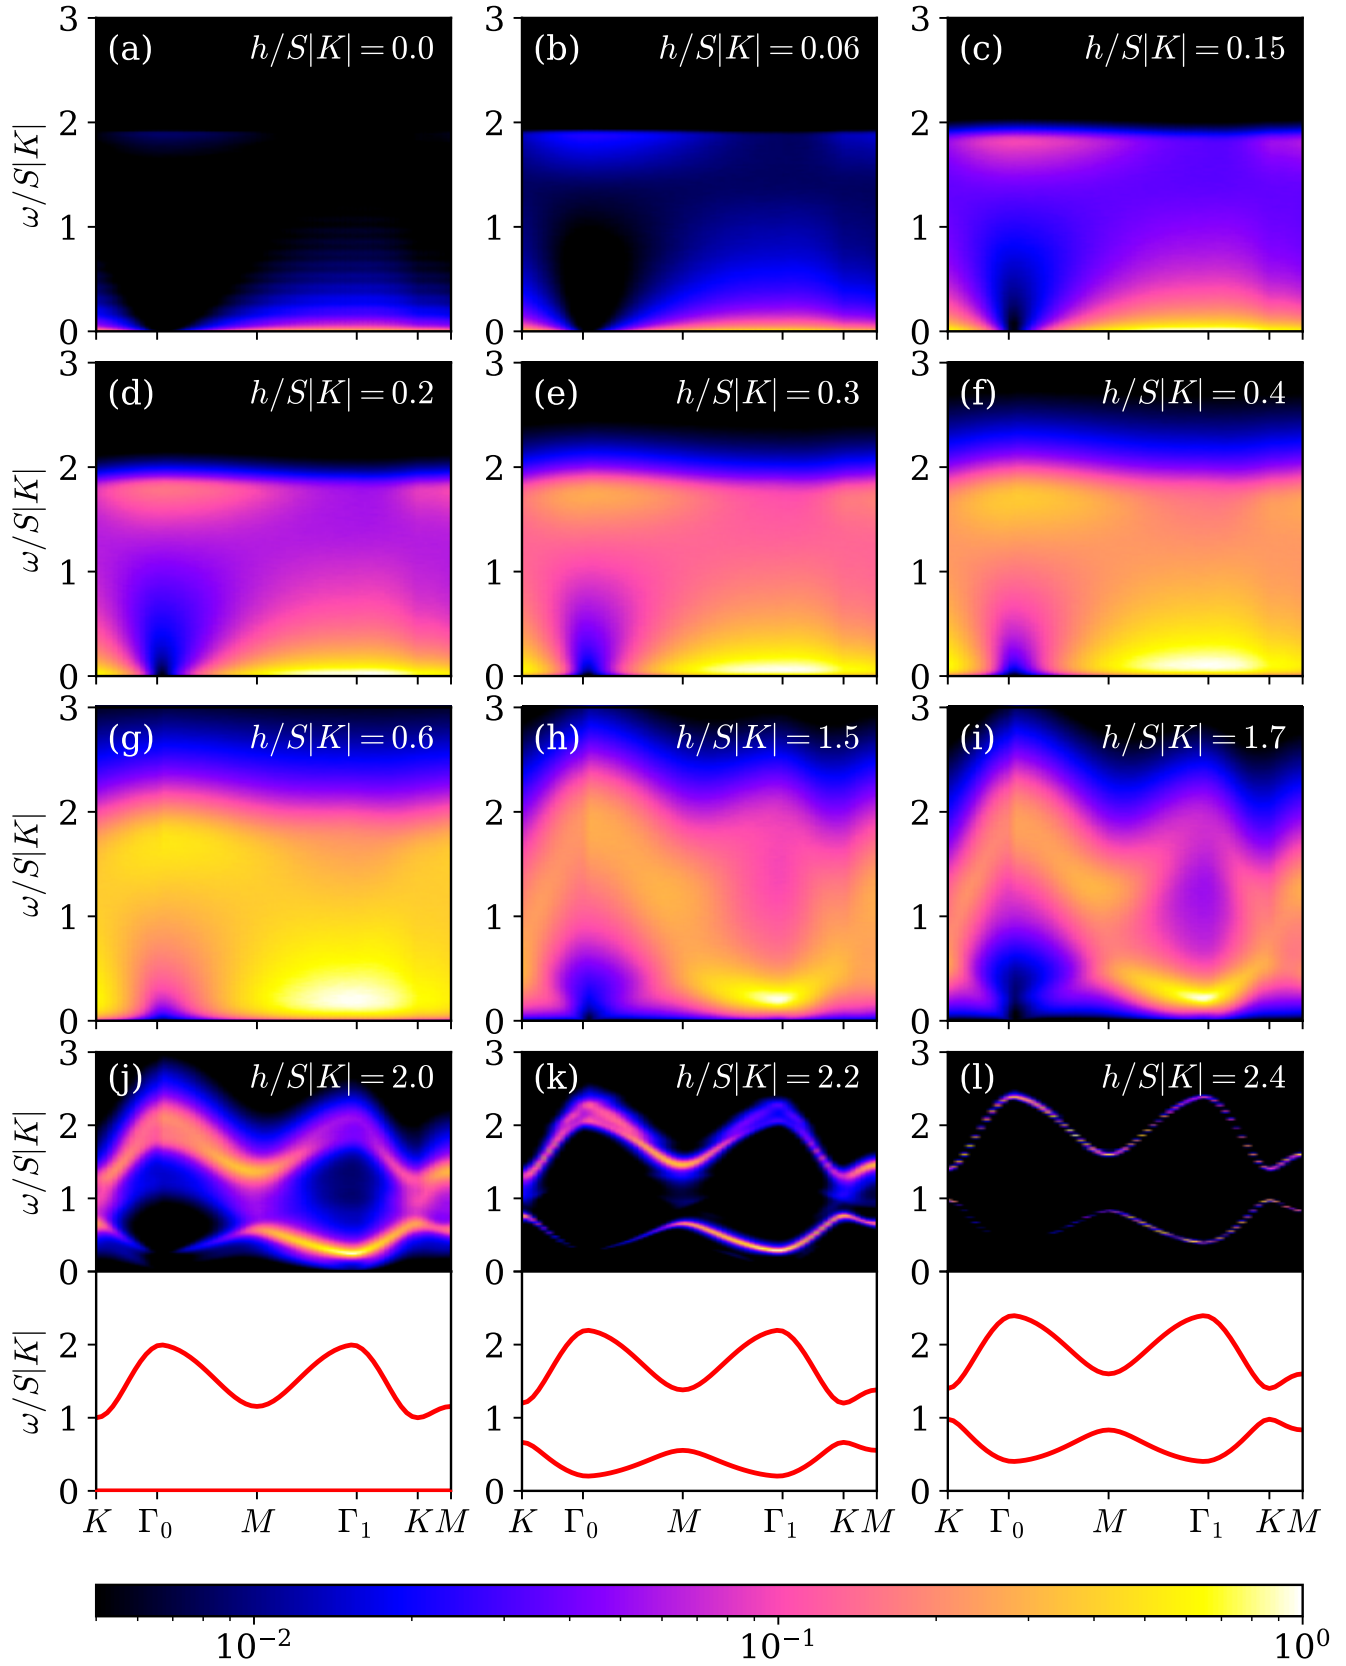 (a) h/S|K| = 0.0
(b) h/S|K| = 0.06
(c) h/S|K| = 0.15
3
2
1
0
3
2
1
0
3
2
1
0
ω/S|K|
(d) h/S|K| = 0.2
(e) h/S|K| = 0.3
(f) h/S|K| = 0.4
3
2
1
0
3
2
1
0
3
2
1
0
ω/S|K|
(g) h/S|K| = 0.6
(h) h/S|K| = 1.5
(i) h/S|K| = 1.7
3
2
1
0
3
2
1
0
3
2
1
0
ω/S|K|
(j) h/S|K| = 2.0
(k) h/S|K| = 2.2
(l) h/S|K| = 2.4
3
2
1
0
3
2
1
0
3
2
1
0
ω/S|K|
2
1
0
2
1
0
2
1
0
ω/S|K|
K Γ₀ M Γ₁ K M
K Γ₀ M Γ₁ K M
K Γ₀ M Γ₁ K M
10⁻² 10⁻¹ 10⁰